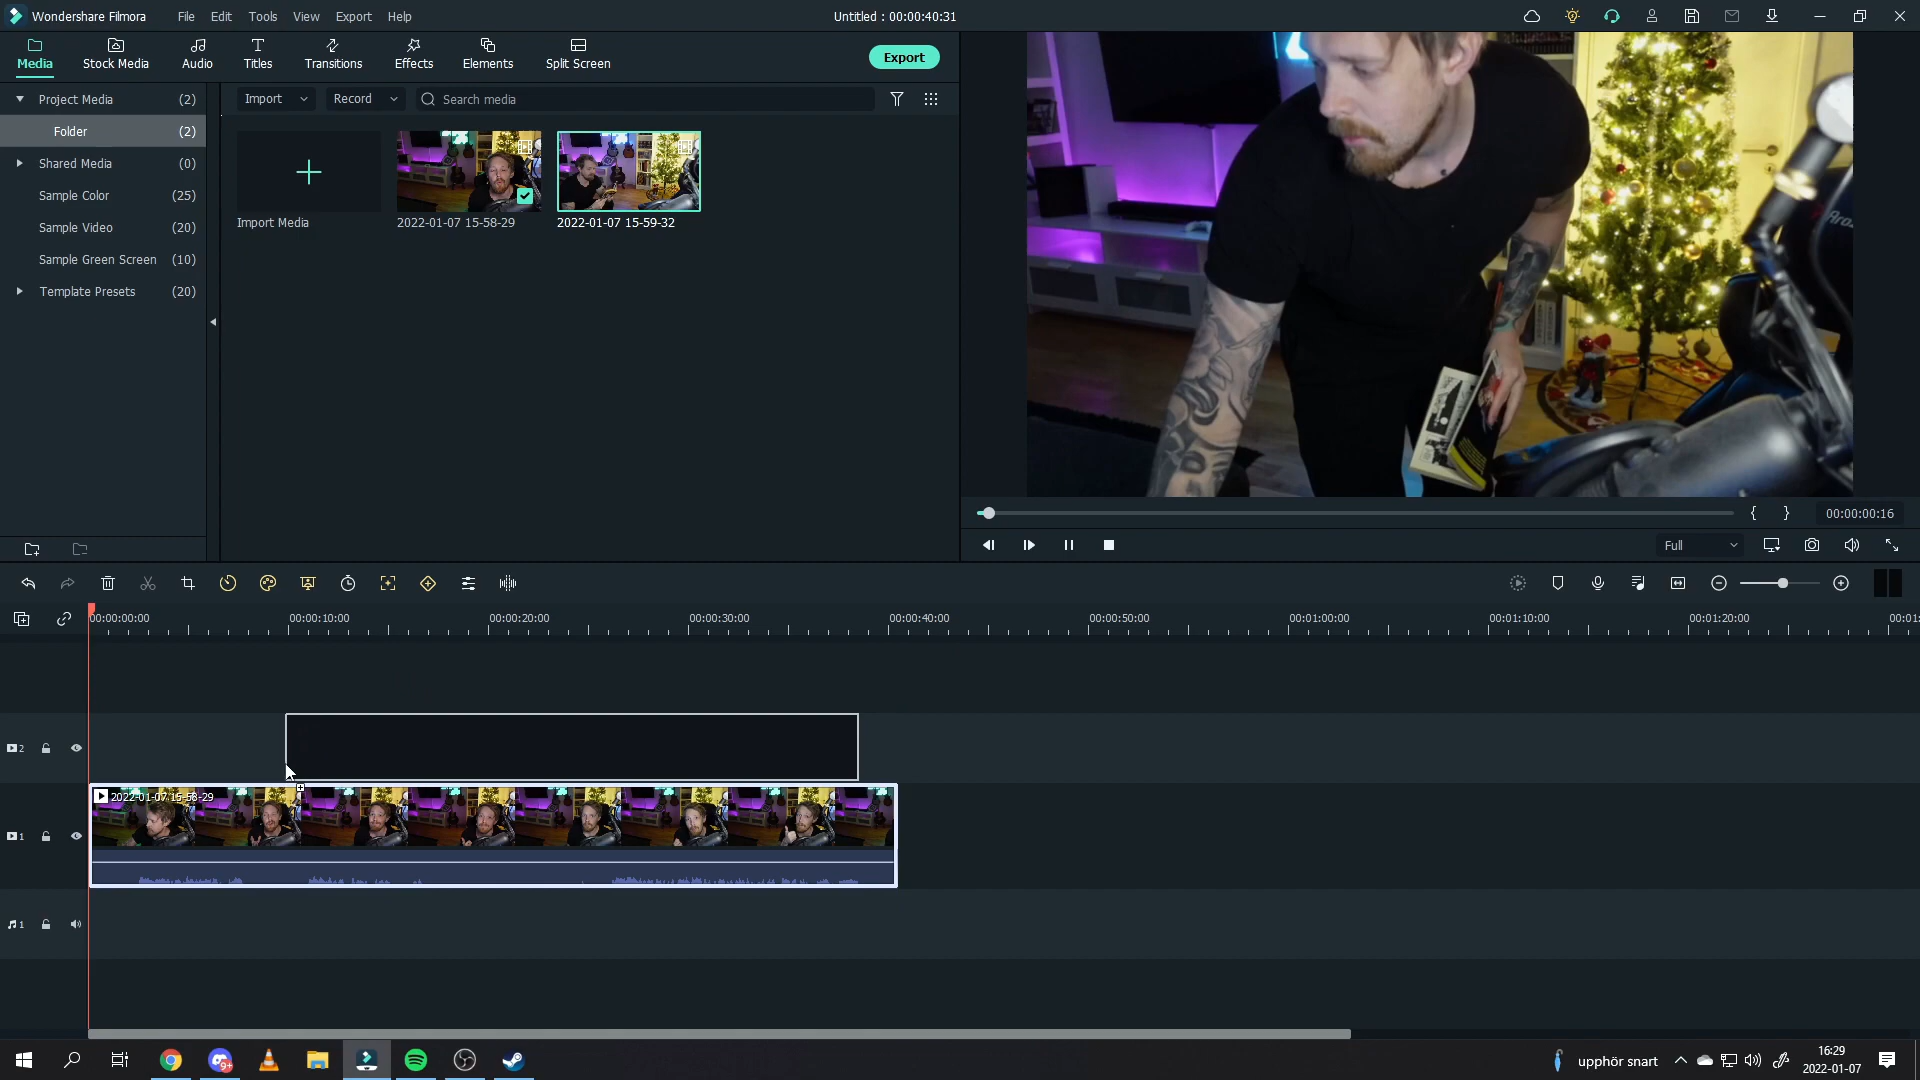 Wondershare Filmora
File
Edit
Tools
View
Export
Help
Untitled : 00:00:40:31
Media
Stock Media
Audio
Titles
Transitions
Effects
Elements
Split Screen
Export
Project Media (2)
Folder (2)
Shared Media (0)
Sample Color (25)
Sample Video (20)
Sample Green Screen (10)
Template Presets (20)
Import
Record
Search media
Import Media
2022-01-07 15-58-29
2022-01-07 15-59-32
00:00:00:16
Full
00:00:00:00
00:00:10:00
00:00:20:00
00:00:30:00
00:00:40:00
00:00:50:00
00:01:00:00
00:01:10:00
00:01:20:00
00:01:
2
1
2022-01-07 15-58-29
1
9+
upphör snart
16:29
2022-01-07